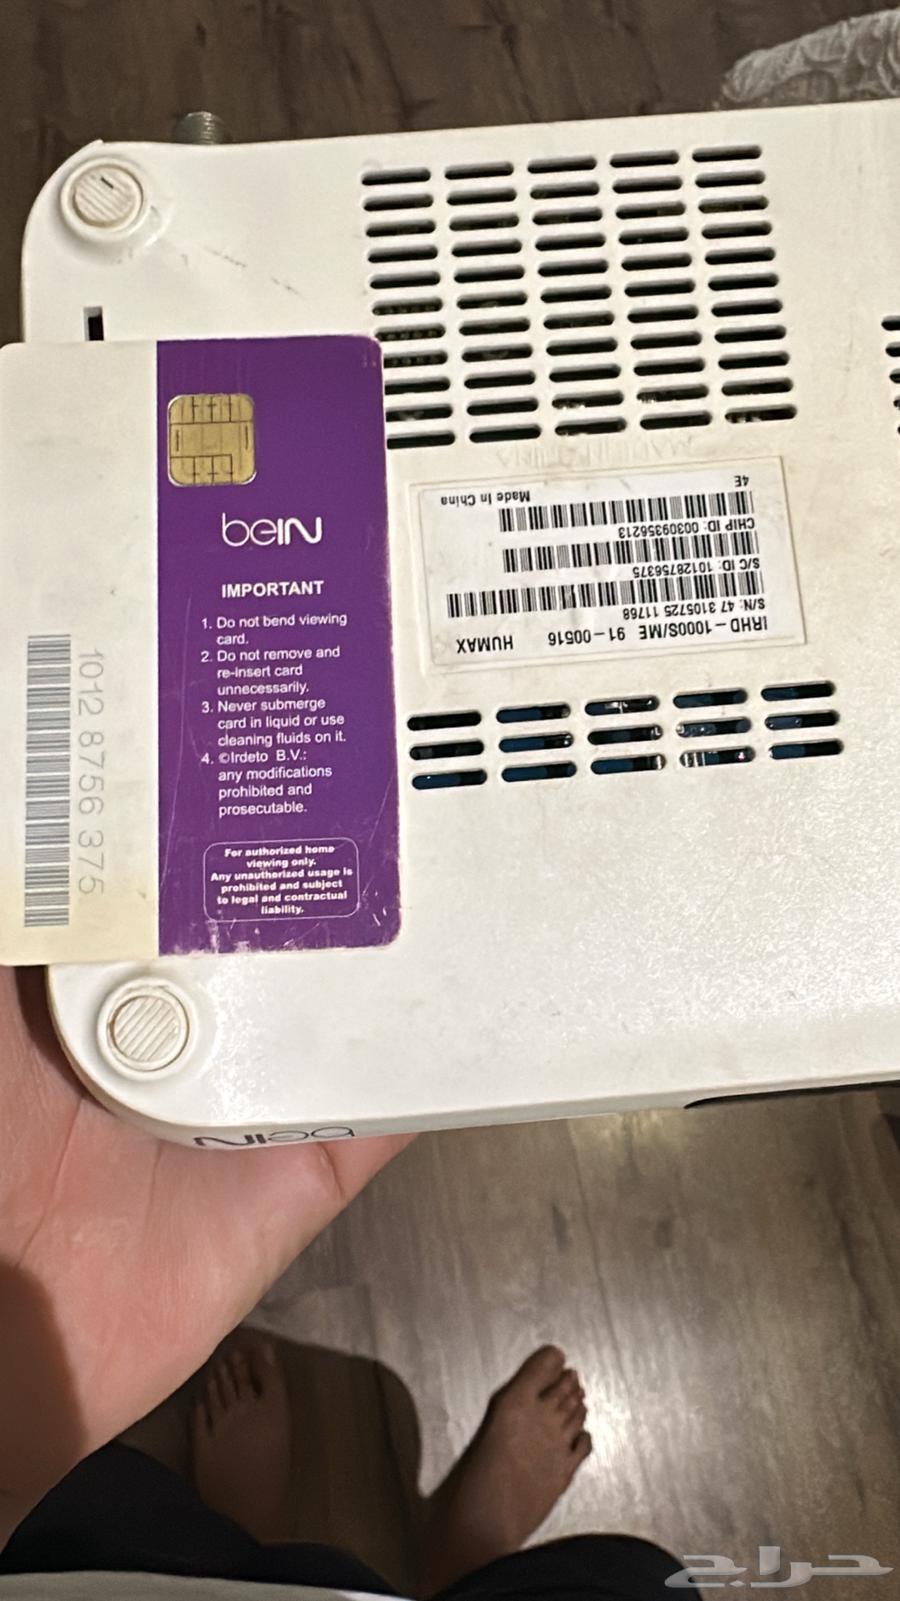 beIN
IMPORTANT
1. Do not bend viewing
card.
2. Do not remove and
re-insert card
unnecessarily.
3. Never submerge
card in liquid or use
cleaning fluids on it.
4. ©Irdeto B.V.:
any modifications
prohibited and
prosecutable.
For authorized home
viewing only.
Any unauthorized usage is
prohibited and subject
to legal and contractual
liability.
1012 8756 375
IRHD-1000S/ME 91-00516 HUMAX
S/N: 47 3105725 11768
S/C ID: 10128756375
CHIP ID: 00309356213
4E Made In China
MADE IN CHINA
beIN
حراج